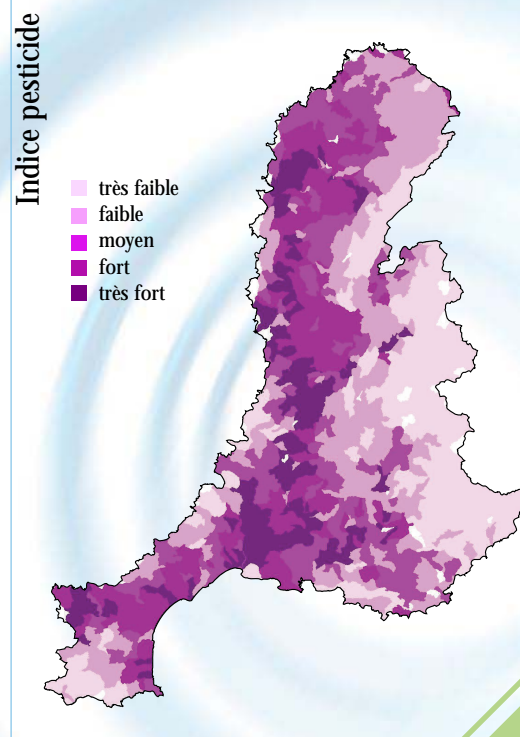 Indice pesticide
très faible
faible
moyen
fort
très fort